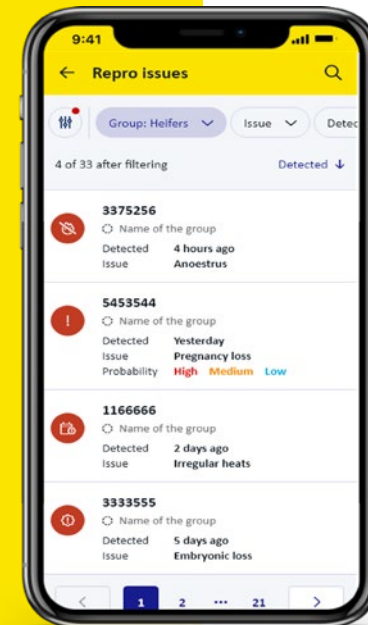 9:41
← Repro issues
Group: Heifers Issue Detec
4 of 33 after filtering Detected ↓
3375256
Name of the group
Detected 4 hours ago
Issue Anoestrus
5453544
Name of the group
Detected Yesterday
Issue Pregnancy loss
Probability High Medium Low
1166666
Name of the group
Detected 2 days ago
Issue Irregular heats
3333555
Name of the group
Detected 5 days ago
Issue Embryonic loss
< 1 2 ... 21 >